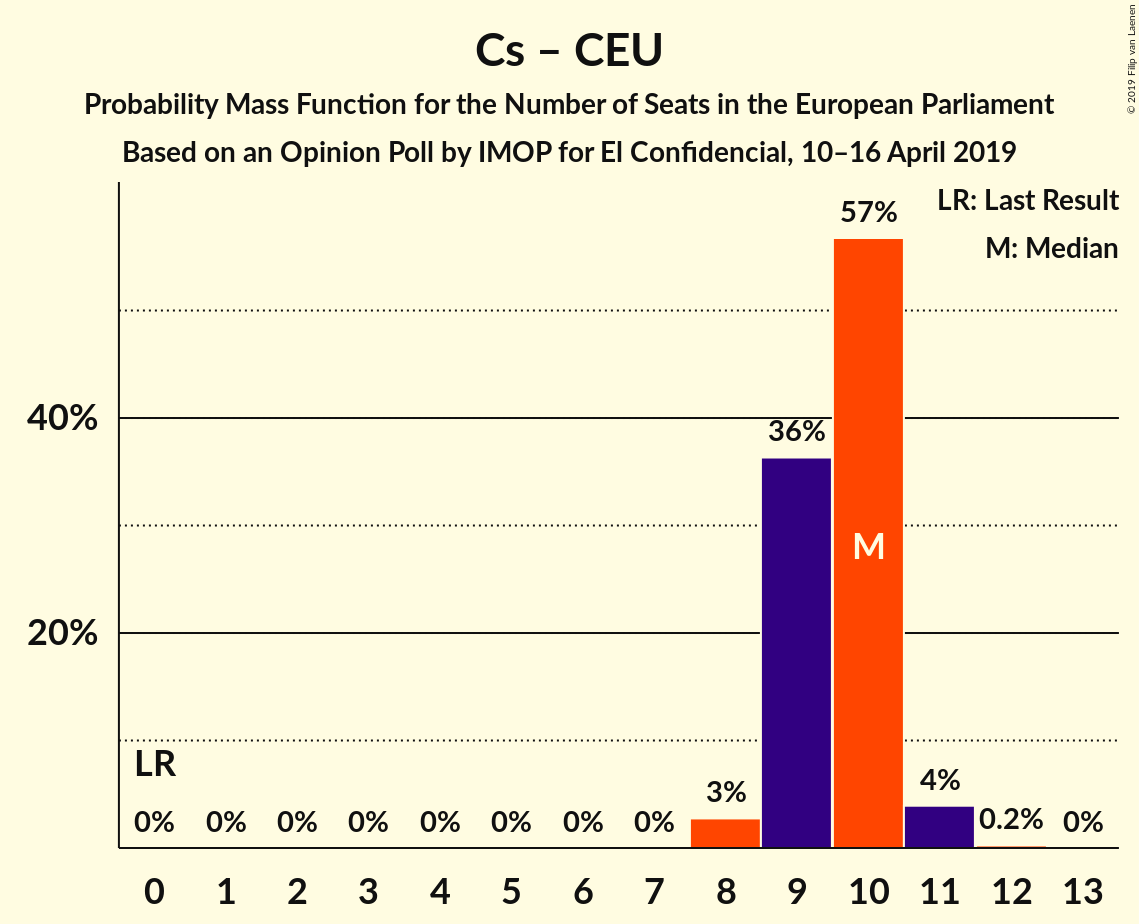 Cs – CEU
Probability Mass Function for the Number of Seats in the European Parliament
Based on an Opinion Poll by IMOP for El Confidencial, 10–16 April 2019
© 2019 Filip van Laenen
LR: Last Result
M: Median
57%
40%
36%
M
20%
LR
0% 0% 0% 0% 0% 0% 0% 0% 3% 4% 0.2% 0%
0 1 2 3 4 5 6 7 8 9 10 11 12 13